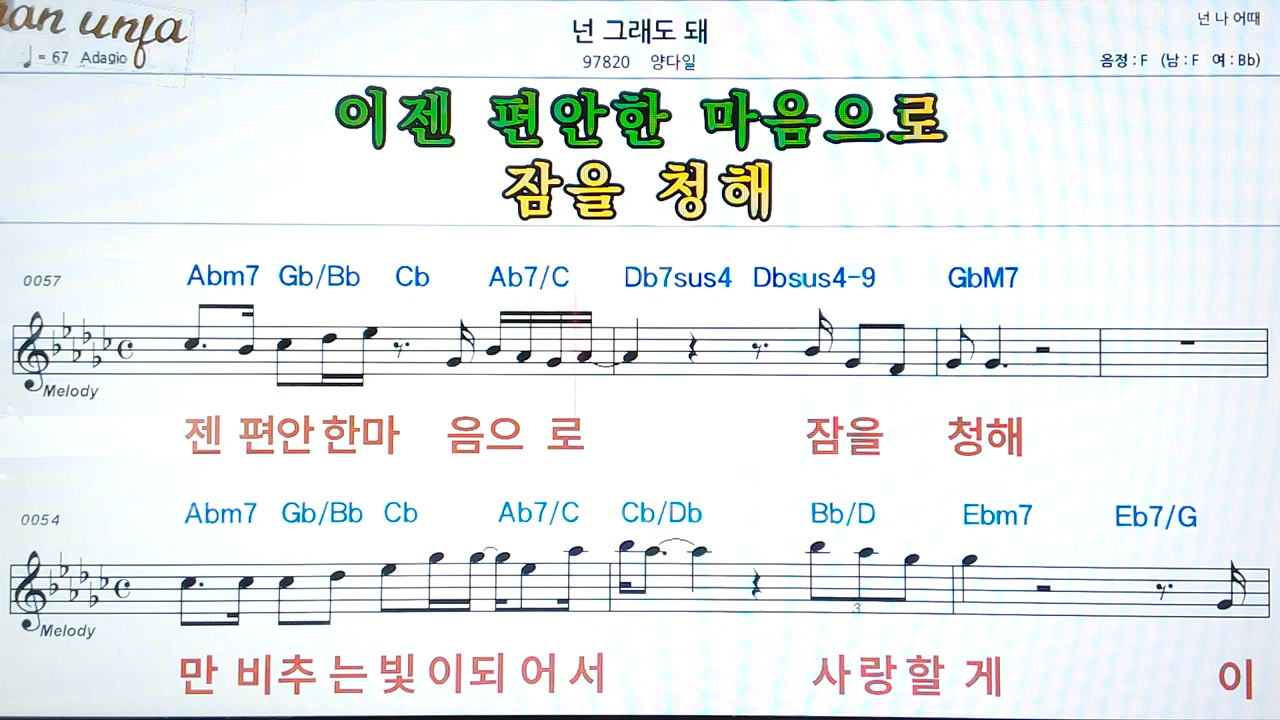 넌 그래도 돼
넌 나 어때
♩= 67 Adagio
97820 양다일
음정 : F (남 : F 여 : Bb)
이젠 편안한 마음으로
잠을 청해
0057
Abm7 Gb/Bb Cb Ab7/C Db7sus4 Dbsus4-9 GbM7
Melody
젠 편안한마 음으 로 잠을 청해
0054
Abm7 Gb/Bb Cb Ab7/C Cb/Db Bb/D Ebm7 Eb7/G
3
Melody
만 비추 는빛이되 어 서 사랑할 게 이